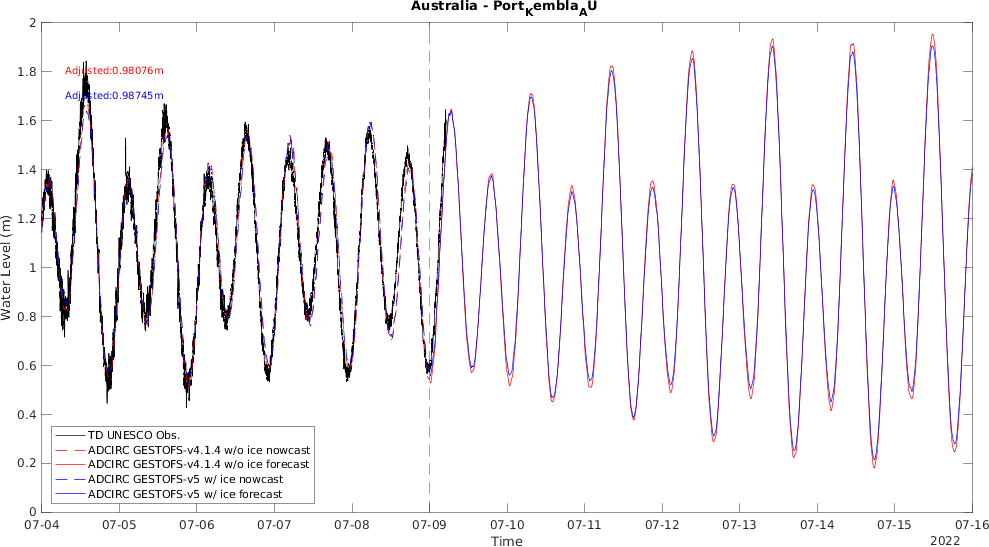 Australia - PortKemblaAU
2
1.8
1.6
1.4
1.2
1
0.8
0.6
0.4
0.2
0
Water Level (m)
Adjusted:0.98076m
Adjusted:0.98745m
TD UNESCO Obs.
ADCIRC GESTOFS-v4.1.4 w/o ice nowcast
ADCIRC GESTOFS-v4.1.4 w/o ice forecast
ADCIRC GESTOFS-v5 w/ ice nowcast
ADCIRC GESTOFS-v5 w/ ice forecast
07-04 07-05 07-06 07-07 07-08 07-09 07-10 07-11 07-12 07-13 07-14 07-15 07-16
Time
2022